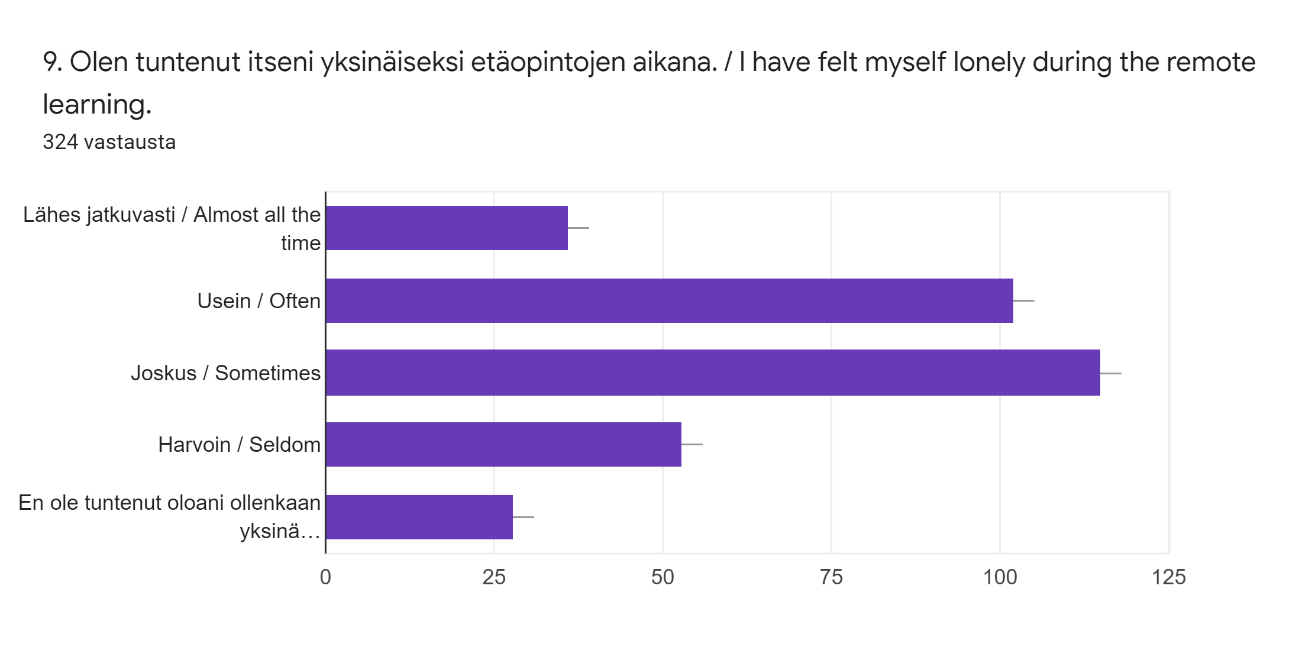 9. Olen tuntenut itseni yksinäiseksi etäopintojen aikana. / I have felt myself lonely during the remote
learning.
324 vastausta
Lähes jatkuvasti / Almost all the
time
Usein / Often
Joskus / Sometimes
Harvoin / Seldom
En ole tuntenut oloani ollenkaan
yksinä…
0 25 50 75 100 125